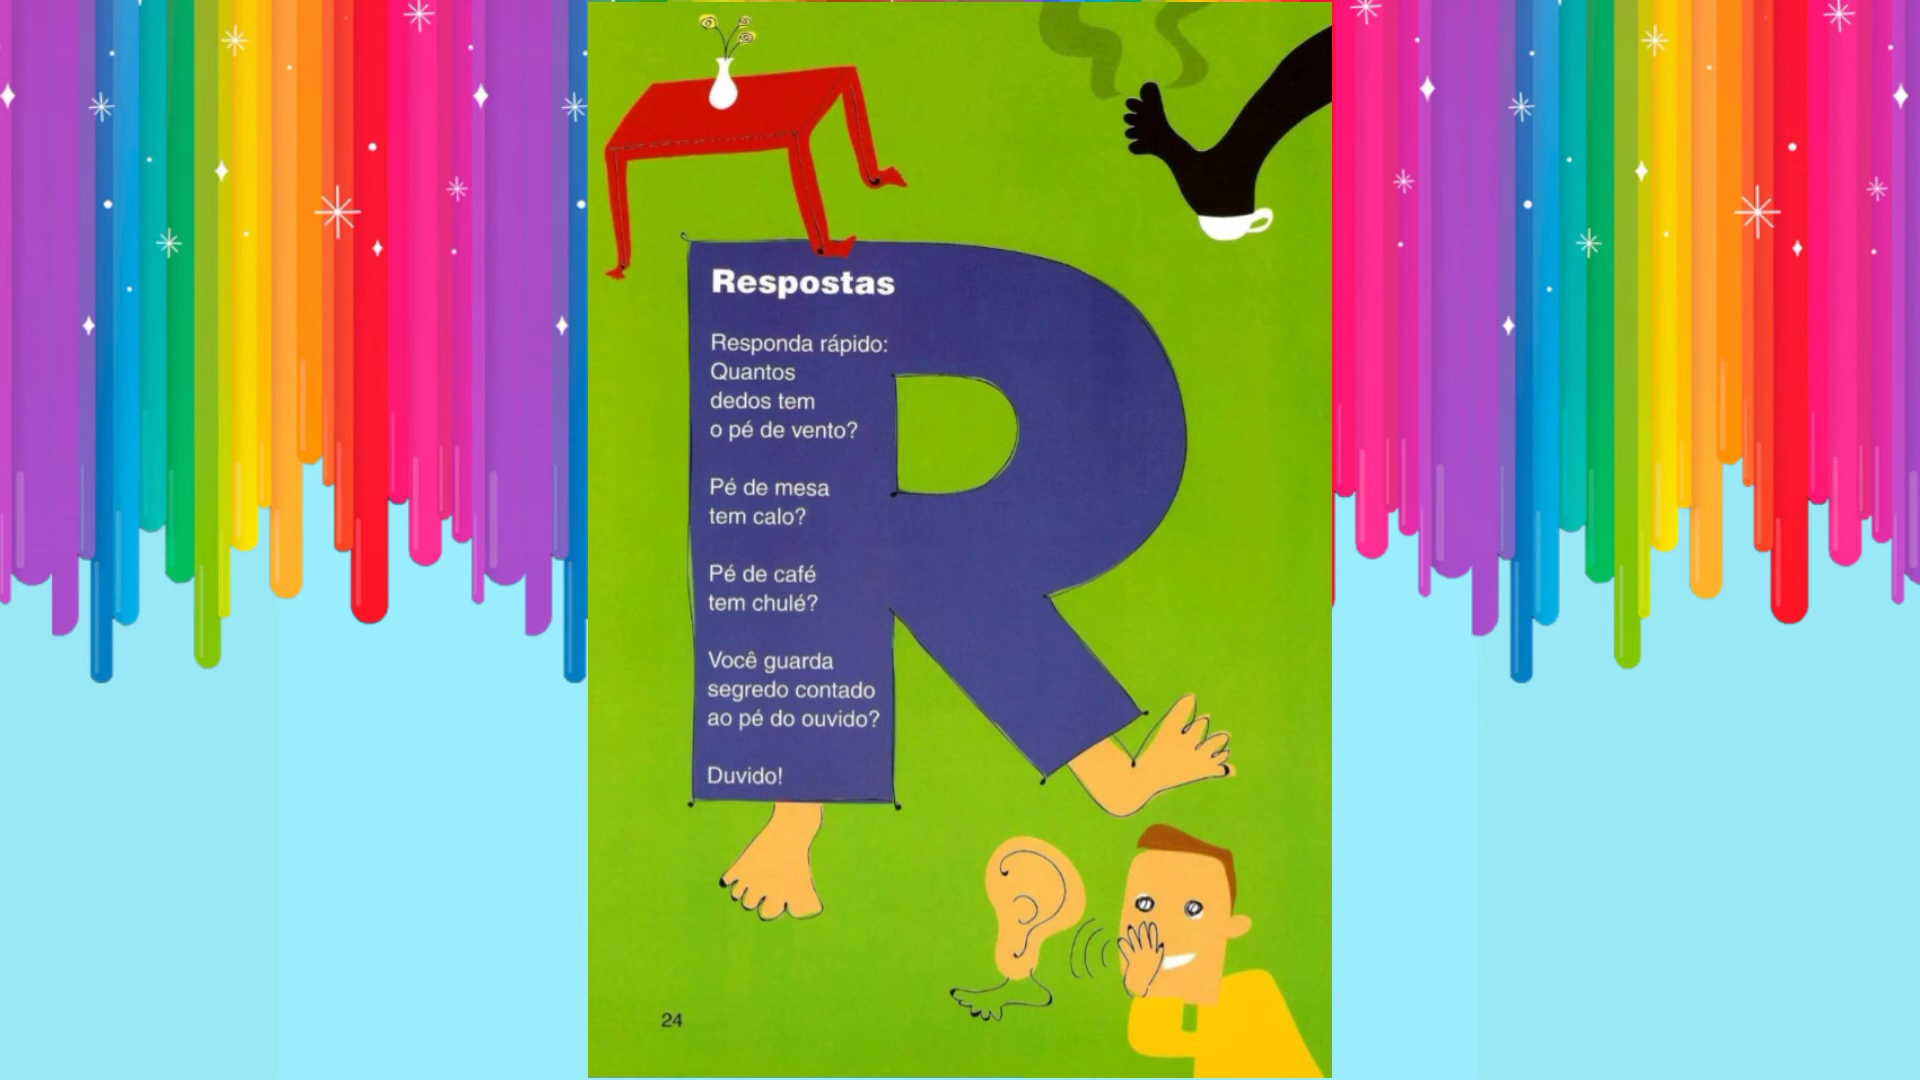 Respostas
Responda rápido:
Quantos
dedos tem
o pé de vento?
Pé de mesa
tem calo?
Pé de café
tem chulé?
Você guarda
segredo contado
ao pé do ouvido?
Duvido!
24